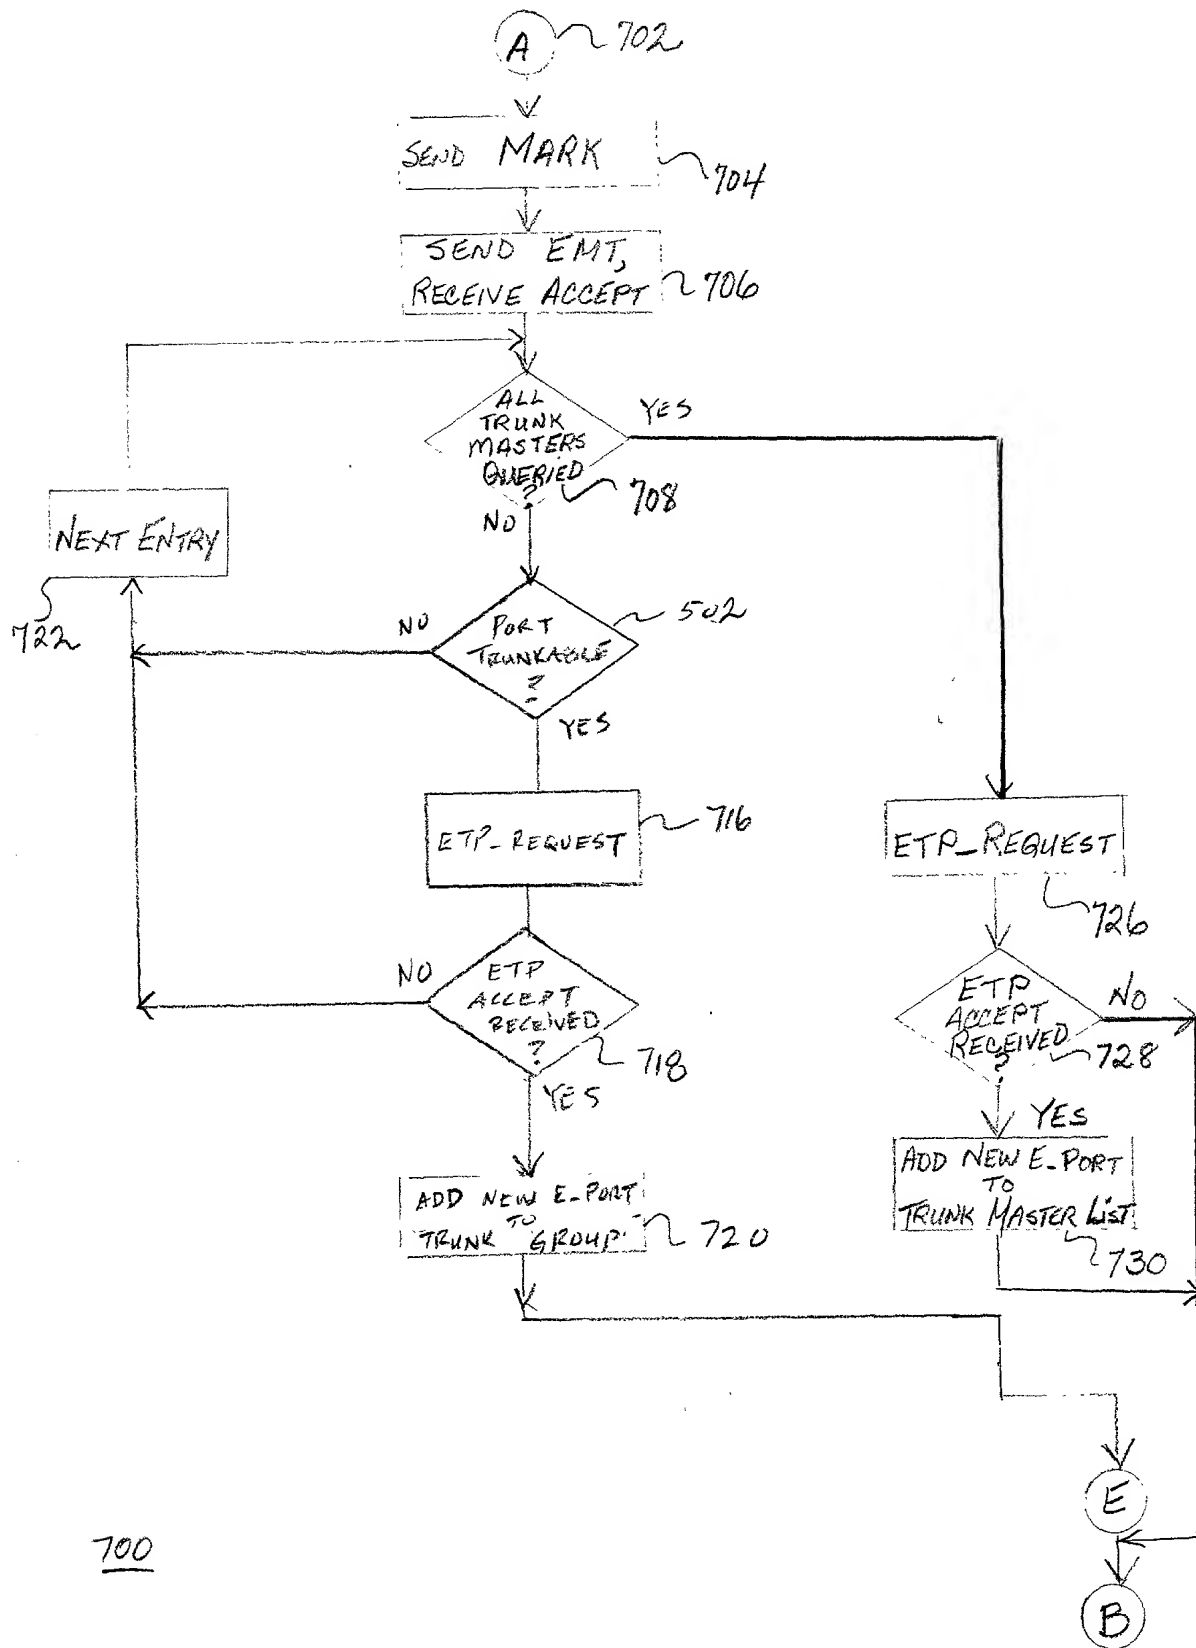 A 702
SEND MARK
704
SEND EMT,
RECEIVE ACCEPT 706
ALL
TRUNK
MASTERS
QUERIED
?
708
YES
NO
NEXT ENTRY
722
PORT
TRUNKABLE
?
502
NO
YES
ETP_REQUEST
716
ETP_REQUEST
726
ETP
ACCEPT
RECEIVED
?
718
NO
YES
ETP
ACCEPT
RECEIVED
?
728
NO
YES
ADD NEW E_PORT
TO
TRUNK GROUP
720
ADD NEW E_PORT
TO
TRUNK MASTER LIST
730
E
700
B